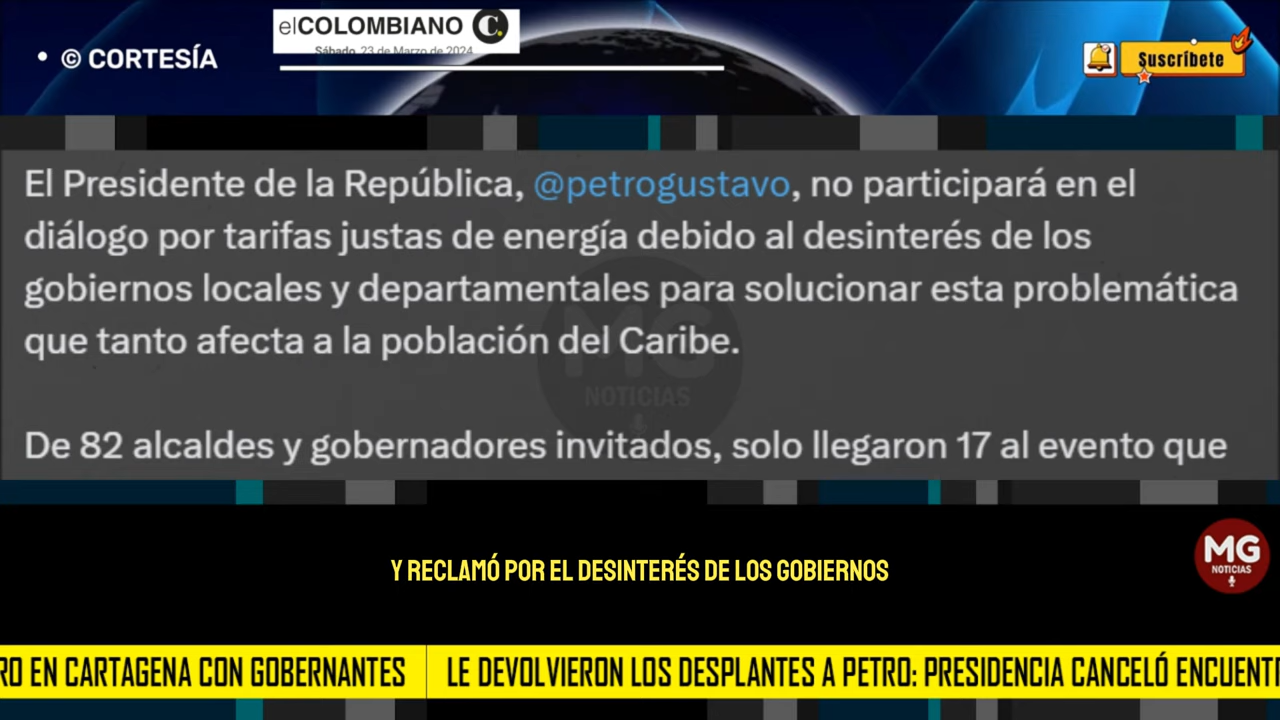 • © CORTESÍA
elCOLOMBIANO C.
Sábado, 23 de Marzo de 2024
Suscríbete
El Presidente de la República, @petrogustavo, no participará en el
diálogo por tarifas justas de energía debido al desinterés de los
gobiernos locales y departamentales para solucionar esta problemática
que tanto afecta a la población del Caribe.
De 82 alcaldes y gobernadores invitados, solo llegaron 17 al evento que
MG
NOTICIAS
Y RECLAMÓ POR EL DESINTERÉS DE LOS GOBIERNOS
MG
NOTICIAS
RO EN CARTAGENA CON GOBERNANTES
LE DEVOLVIERON LOS DESPLANTES A PETRO: PRESIDENCIA CANCELÓ ENCUENT